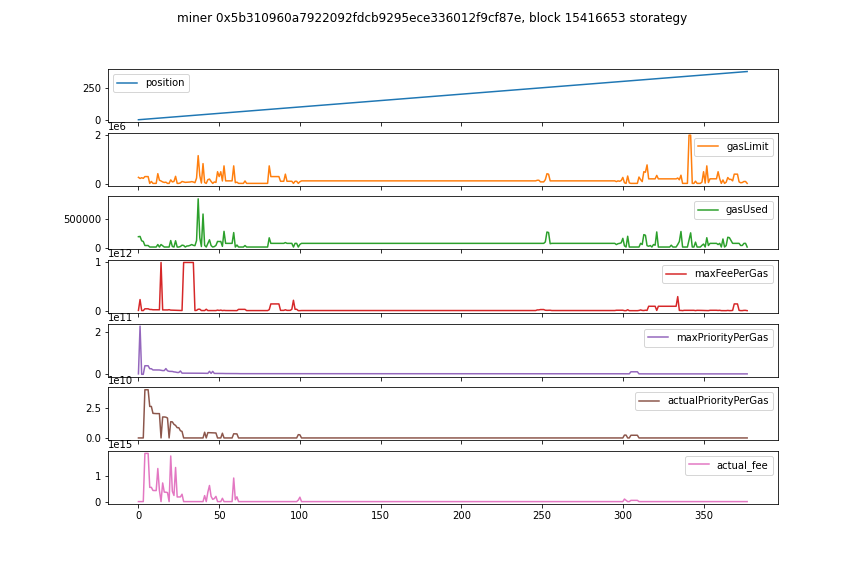 miner 0x5b310960a7922092fdcb9295ece336012f9cf87e, block 15416653 storategy
250
0
position
1e6
2
0
gasLimit
500000
0
gasUsed
1e12
1
0
maxFeePerGas
1e11
2
0
maxPriorityPerGas
1e10
2.5
0.0
actualPriorityPerGas
1e15
1
0
actual_fee
0 50 100 150 200 250 300 350